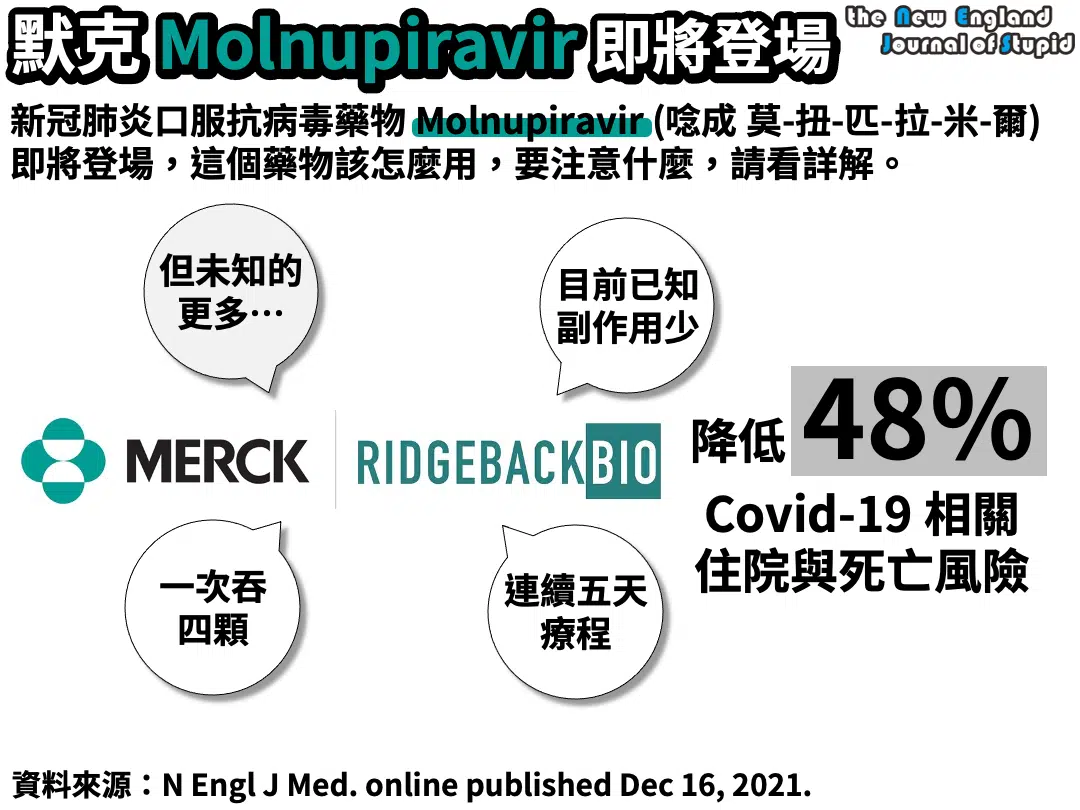 默克 Molnupiravir 即將登場
the New England
Journal of Stupid
新冠肺炎口服抗病毒藥物 Molnupiravir (唸成 莫-扭-匹-拉-米-爾)
即將登場，這個藥物該怎麼用，要注意什麼，請看詳解。
但未知的
更多…
目前已知
副作用少
MERCK
RIDGEBACKBIO
降低 48%
Covid-19 相關
住院與死亡風險
一次吞
四顆
連續五天
療程
資料來源：N Engl J Med. online published Dec 16, 2021.